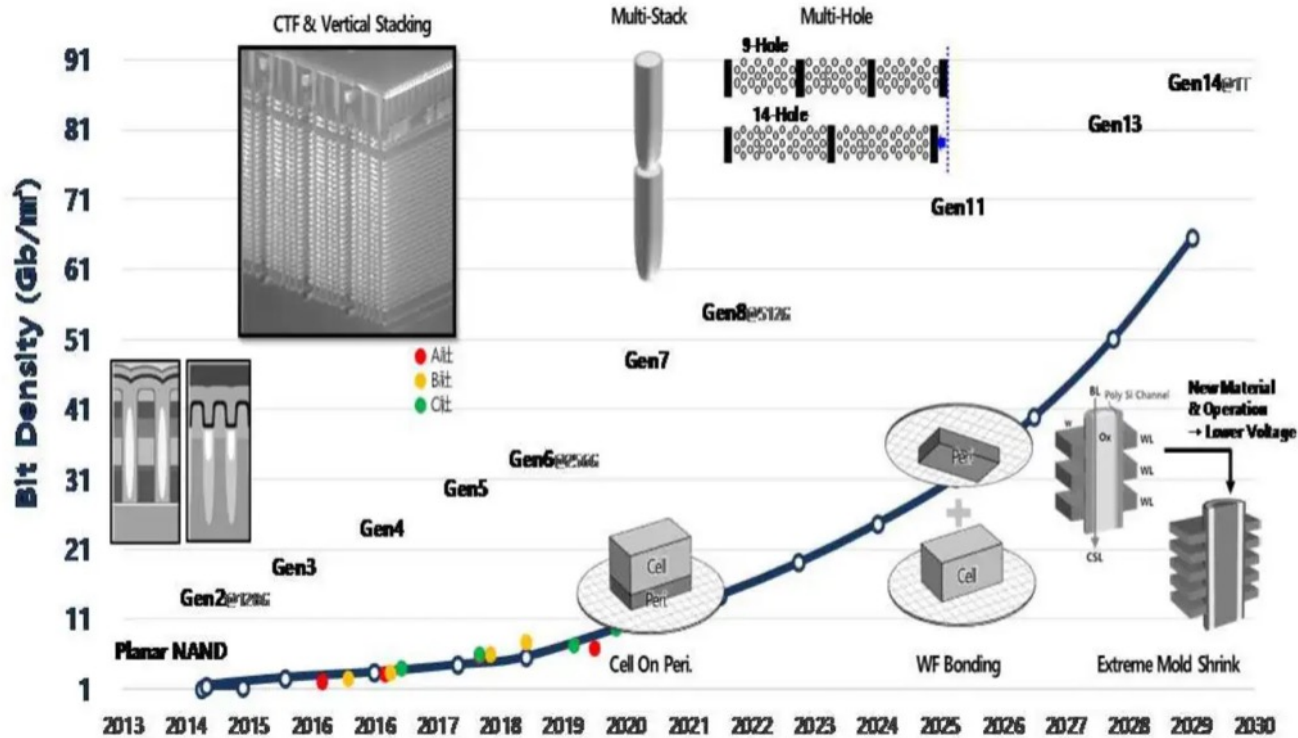 CTF & Vertical Stacking
Multi-Stack
Multi-Hole
9-Hole
14-Hole
Bit Density (Gb/㎟)
91
81
71
61
51
41
31
21
11
1
Gen14@1T
Gen13
Gen11
Gen8@512G
Gen7
Gen6@256G
Gen5
Gen4
Gen3
Gen2@128G
Planar NAND
A社
B社
C社
Cell
Peri
Cell On Peri.
Peri
+
Cell
WF Bonding
BL
Poly Si Channel
W
Ox
WL
WL
WL
CSL
New Material
& Operation
→ Lower Voltage
Extreme Mold Shrink
2013 2014 2015 2016 2016 2017 2018 2019 2020 2021 2022 2023 2024 2025 2026 2027 2028 2029 2030